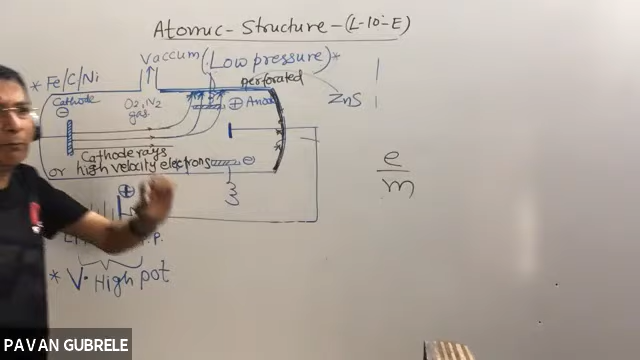 Atomic-Structure-(L-10-E)
Vaccum (Low pressure)*
* Fe/C/Ni
perforated
Cathode
O2, N2
gas
Anode
ZnS
Cathode rays
or high velocity electrons
e
m
P.
* V. High pot
PAVAN GUBRELE